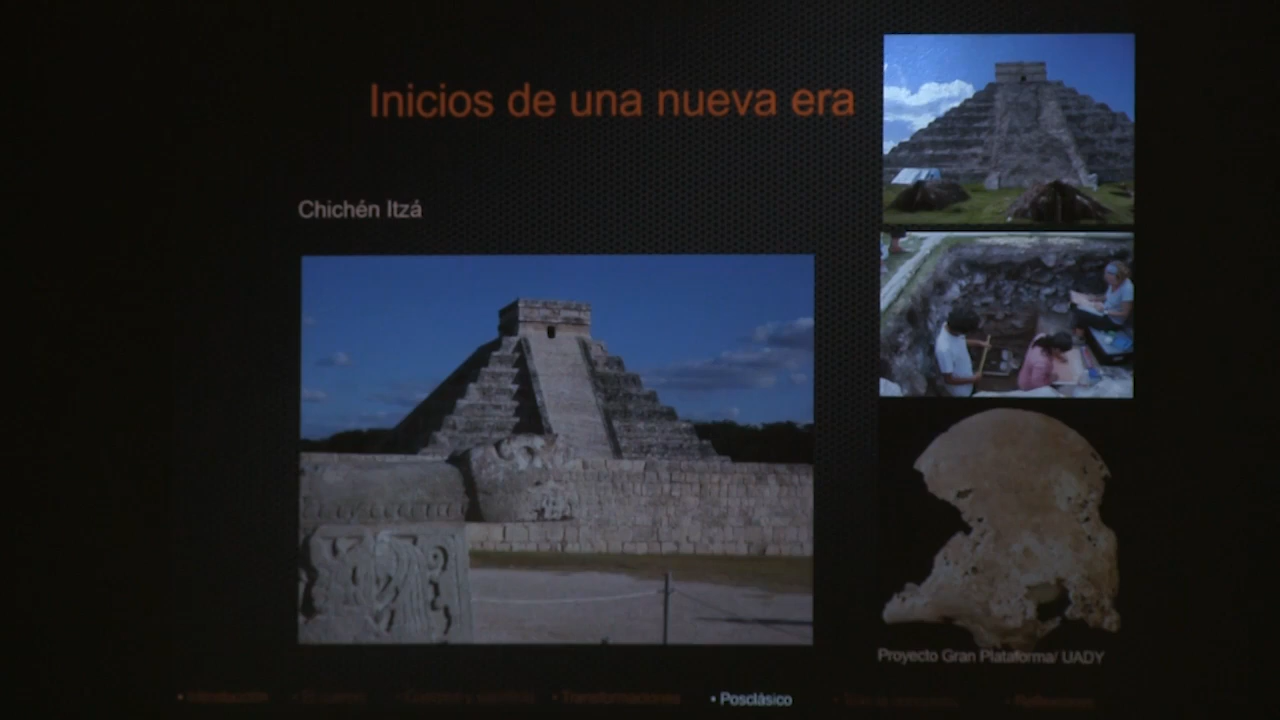 Inicios de una nueva era
Chichén Itzá
Proyecto Gran Plataforma/ UADY
• Introducción
• Transformaciones
• Posclásico